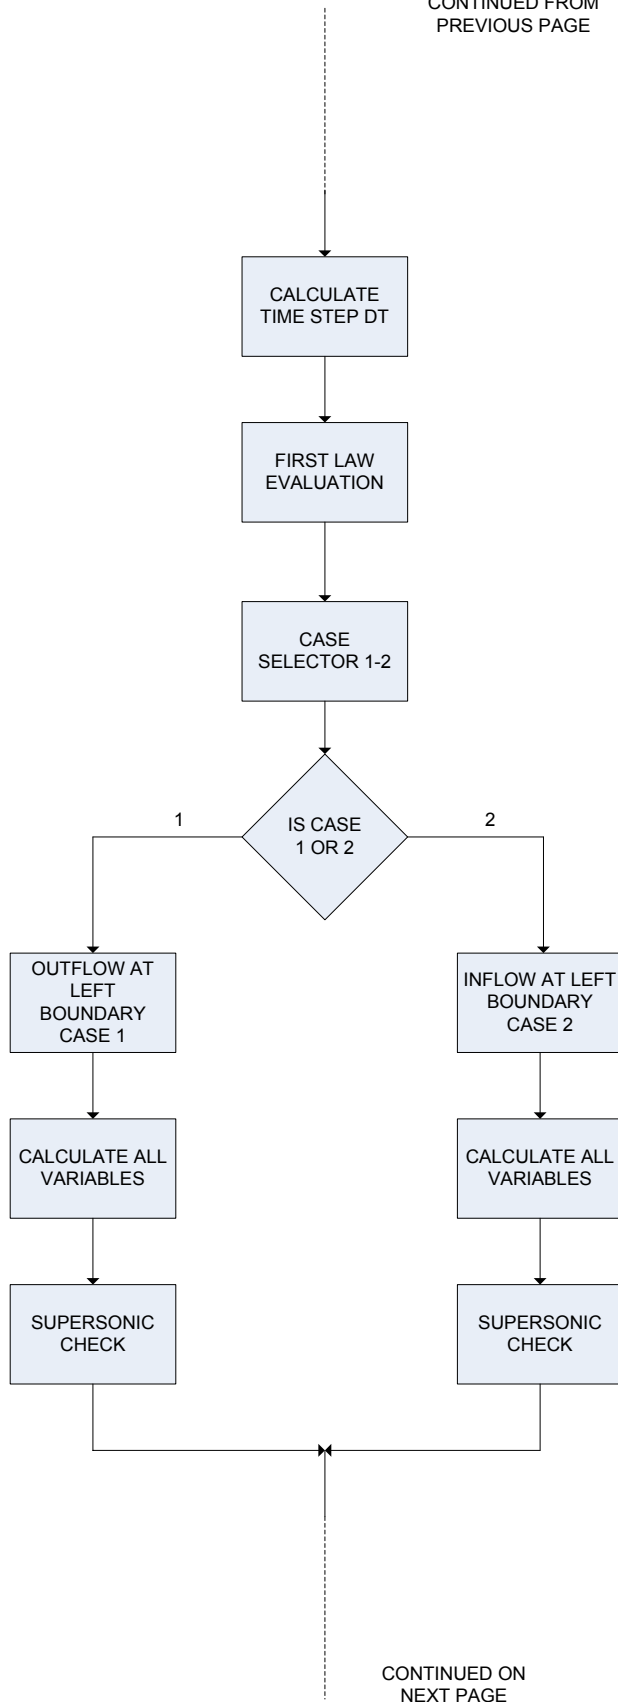 CONTINUED FROM
PREVIOUS PAGE
CALCULATE
TIME STEP DT
FIRST LAW
EVALUATION
CASE
SELECTOR 1-2
IS CASE
1 OR 2
1
2
OUTFLOW AT
LEFT
BOUNDARY
CASE 1
INFLOW AT LEFT
BOUNDARY
CASE 2
CALCULATE ALL
VARIABLES
CALCULATE ALL
VARIABLES
SUPERSONIC
CHECK
SUPERSONIC
CHECK
CONTINUED ON
NEXT PAGE